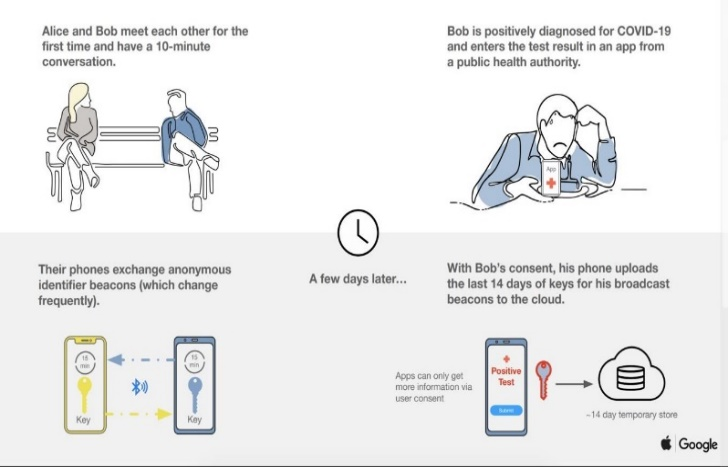 Alice and Bob meet each other for the
first time and have a 10-minute
conversation.
Bob is positively diagnosed for COVID-19
and enters the test result in an app from
a public health authority.
App
Their phones exchange anonymous
identifier beacons (which change
frequently).
A few days later...
With Bob's consent, his phone uploads
the last 14 days of keys for his broadcast
beacons to the cloud.
min
Key
min
Key
Apps can only get
more information via
user consent
Positive
Test
~14 day temporary store
Google